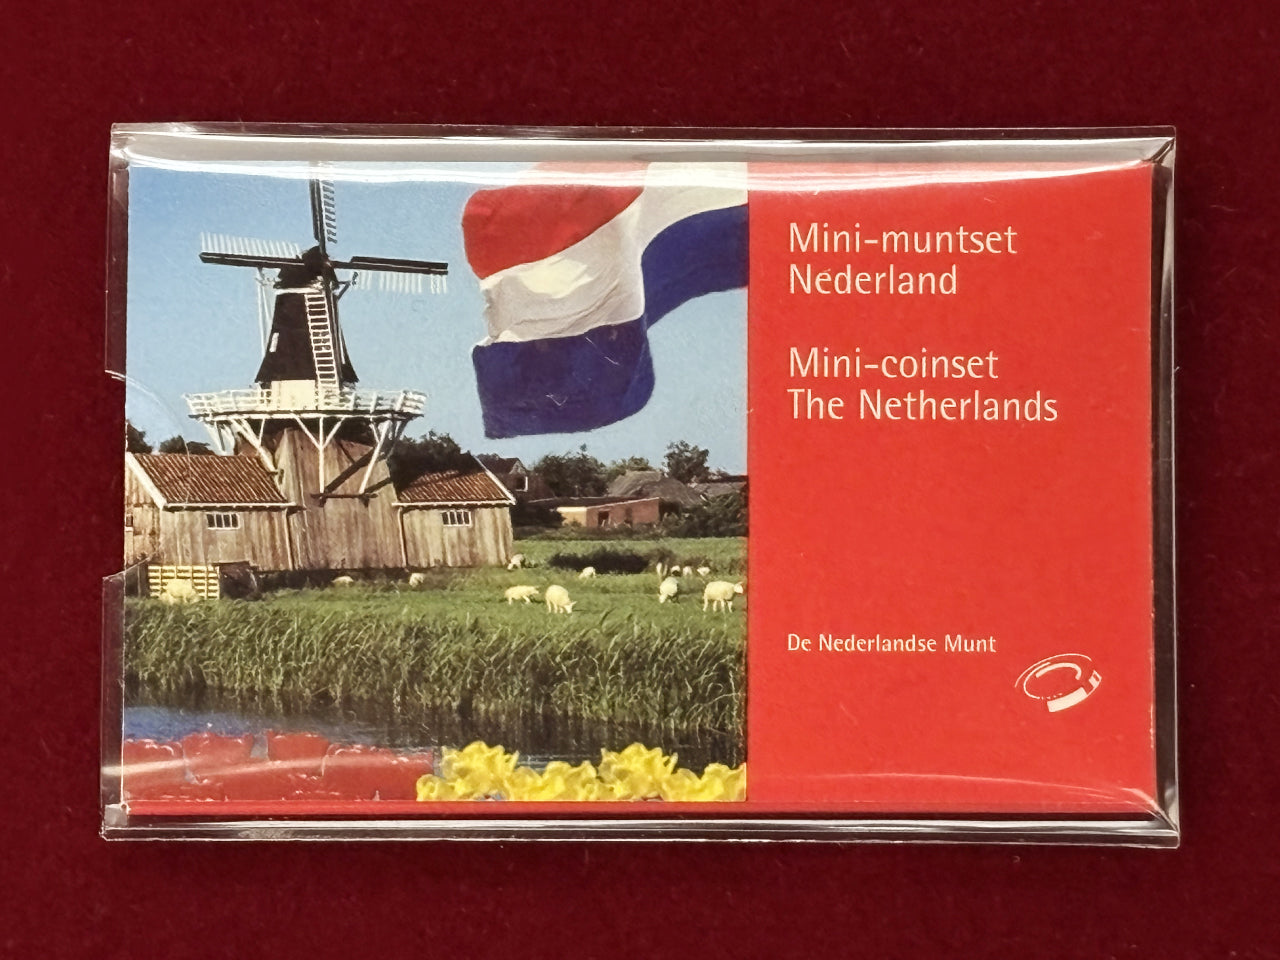 Mini-muntset
Nederland
Mini-coinset
The Netherlands
De Nederlandse Munt